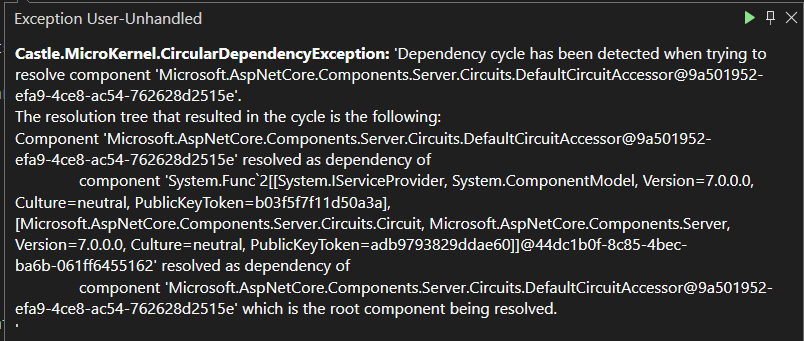 Exception User-Unhandled
Castle.MicroKernel.CircularDependencyException: 'Dependency cycle has been detected when trying to
resolve component 'Microsoft.AspNetCore.Components.Server.Circuits.DefaultCircuitAccessor@9a501952-
efa9-4ce8-ac54-762628d2515e'.
The resolution tree that resulted in the cycle is the following:
Component 'Microsoft.AspNetCore.Components.Server.Circuits.DefaultCircuitAccessor@9a501952-
efa9-4ce8-ac54-762628d2515e' resolved as dependency of
component 'System.Func`2[[System.IServiceProvider, System.ComponentModel, Version=7.0.0.0,
Culture=neutral, PublicKeyToken=b03f5f7f11d50a3a],
[Microsoft.AspNetCore.Components.Server.Circuits.Circuit, Microsoft.AspNetCore.Components.Server,
Version=7.0.0.0, Culture=neutral, PublicKeyToken=adb9793829ddae60]]@44dc1b0f-8c85-4bec-
ba6b-061ff6455162' resolved as dependency of
component 'Microsoft.AspNetCore.Components.Server.Circuits.DefaultCircuitAccessor@9a501952-
efa9-4ce8-ac54-762628d2515e' which is the root component being resolved.
'